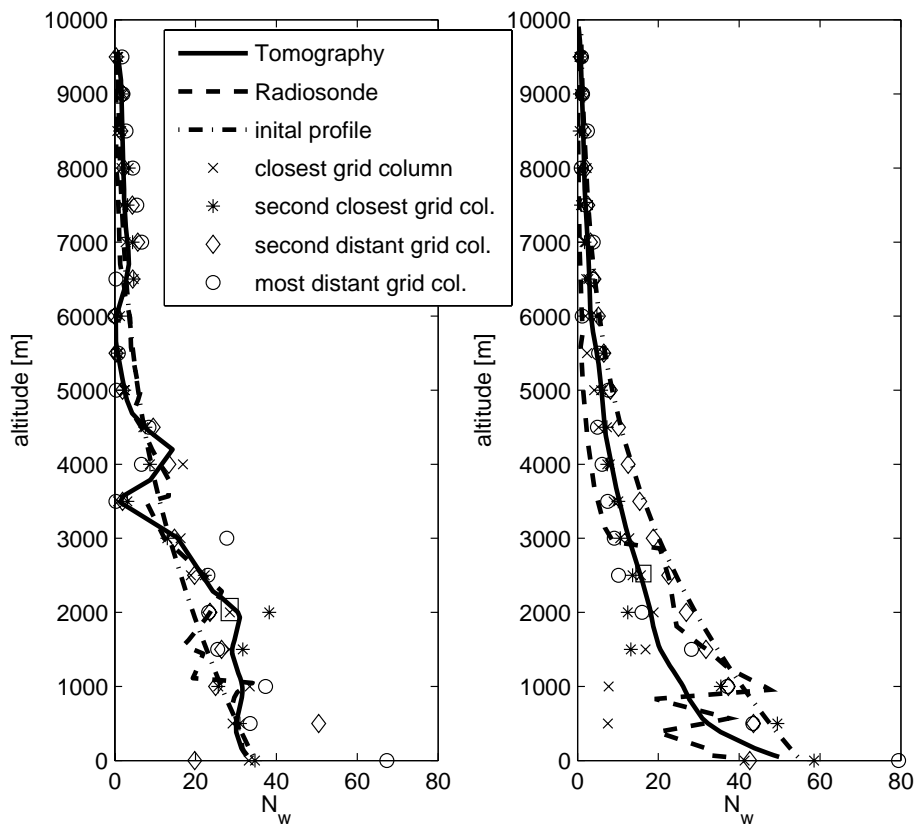 10000
9000
8000
7000
6000
5000
4000
3000
2000
1000
0
altitude [m]
0 20 40 60 80
N_w
Tomography
Radiosonde
inital profile
closest grid column
second closest grid col.
second distant grid col.
most distant grid col.
10000
9000
8000
7000
6000
5000
4000
3000
2000
1000
0
altitude [m]
0 20 40 60 80
N_w